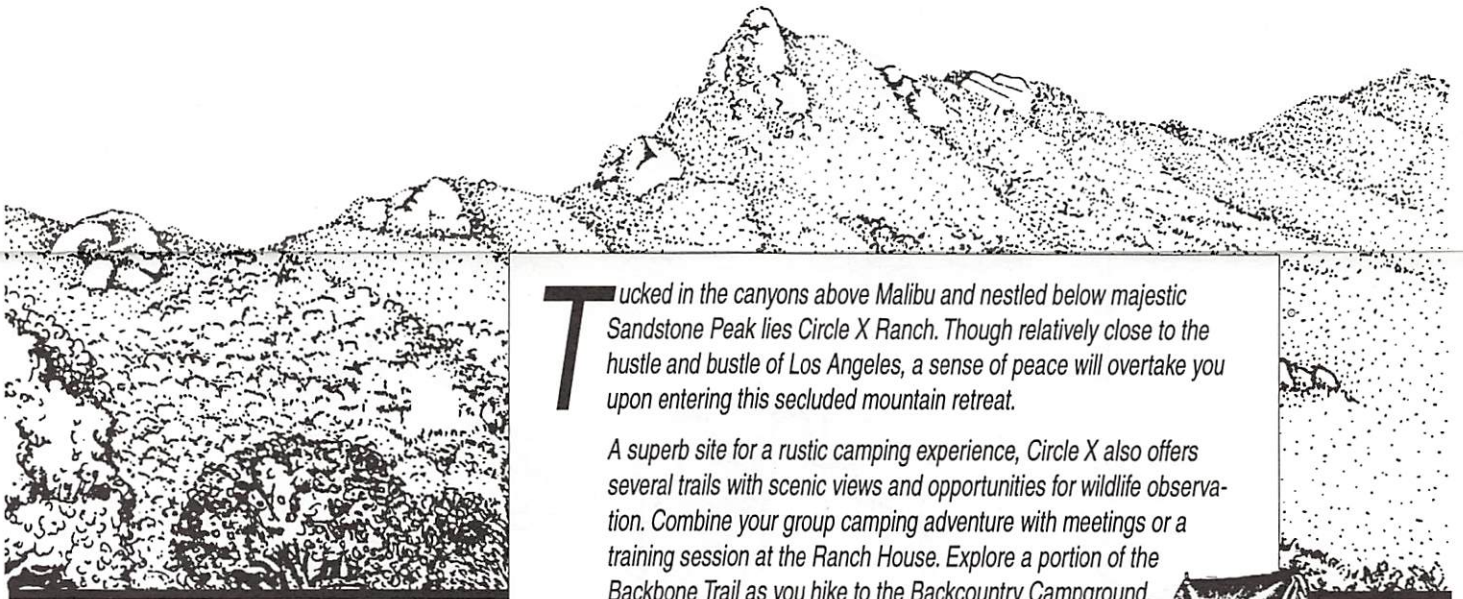 Tucked in the canyons above Malibu and nestled below majestic
Sandstone Peak lies Circle X Ranch. Though relatively close to the
hustle and bustle of Los Angeles, a sense of peace will overtake you
upon entering this secluded mountain retreat.
A superb site for a rustic camping experience, Circle X also offers
several trails with scenic views and opportunities for wildlife observa-
tion. Combine your group camping adventure with meetings or a
training session at the Ranch House. Explore a portion of the
Backbone Trail as you hike to the Backcountry Campground